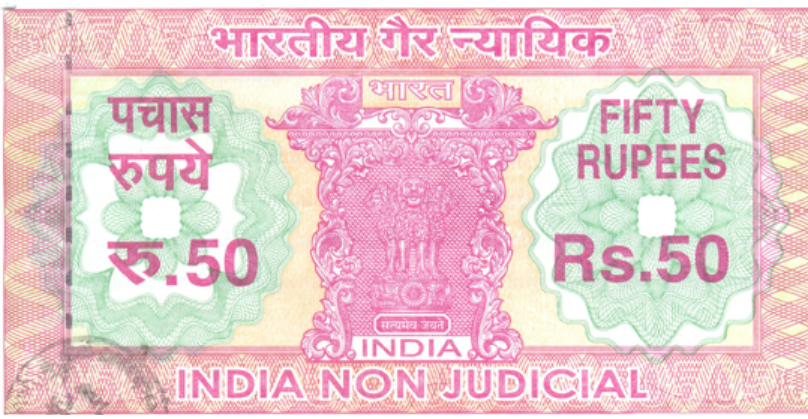 भारतीय गैर न्यायिक
भारत
पचास
रुपये
रु.50
FIFTY
RUPEES
Rs.50
सत्यमेव जयते
INDIA
INDIA NON JUDICIAL